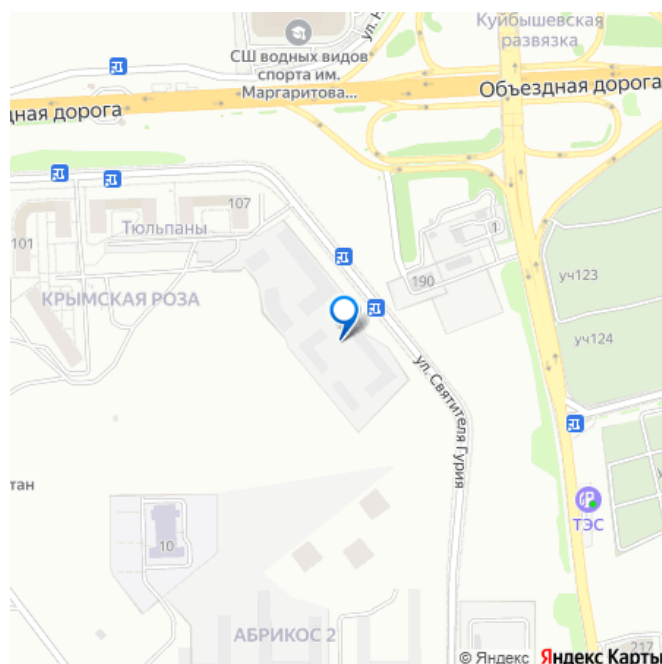 Куйбышевская
развязка
ул. Н
СШ водных видов
спорта им.
Маргаритова...
Объездная дорога
дная дорога
107
Тюльпаны
101
1
190
КРЫМСКАЯ РОЗА
уч123
уч124
ул. Святителя Гурия
тан
ТЭС
10
АБРИКОС 2
217
© Яндекс Яндекс Карты